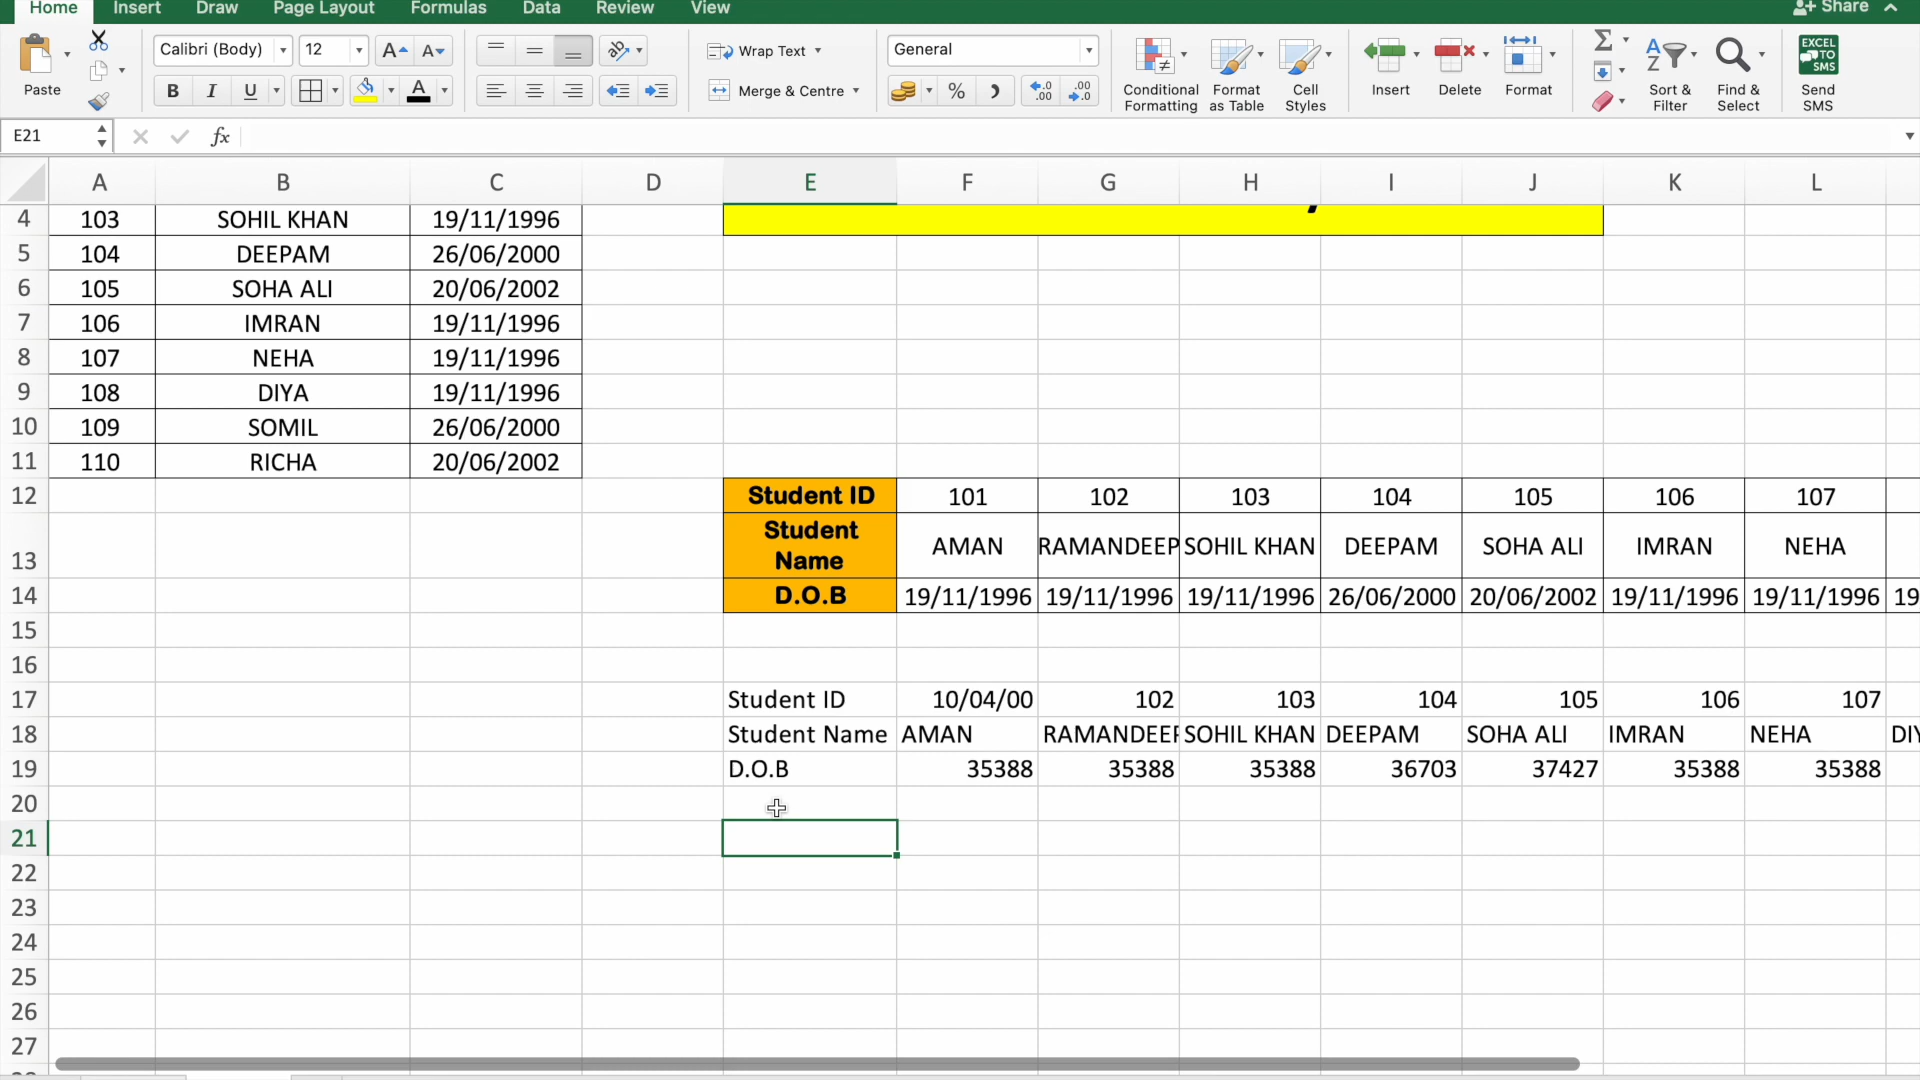 Home Insert Draw Page Layout Formulas Data Review View Share
Calibri (Body) 12 A A Wrap Text General
Paste B I U A Merge & Centre % .00 .00 Conditional Formatting Format as Table Cell Styles Insert Delete Format Sort & Filter Find & Select EXCEL TO SMS Send SMS
E21 fx
A B C D E F G H I J K L
4 103 SOHIL KHAN 19/11/1996
5 104 DEEPAM 26/06/2000
6 105 SOHA ALI 20/06/2002
7 106 IMRAN 19/11/1996
8 107 NEHA 19/11/1996
9 108 DIYA 19/11/1996
10 109 SOMIL 26/06/2000
11 110 RICHA 20/06/2002
12 Student ID 101 102 103 104 105 106 107
13 Student Name AMAN RAMANDEEP SOHIL KHAN DEEPAM SOHA ALI IMRAN NEHA
14 D.O.B 19/11/1996 19/11/1996 19/11/1996 26/06/2000 20/06/2002 19/11/1996 19/11/1996 19
15
16
17 Student ID 10/04/00 102 103 104 105 106 107
18 Student Name AMAN RAMANDEEP SOHIL KHAN DEEPAM SOHA ALI IMRAN NEHA
19 D.O.B 35388 35388 35388 36703 37427 35388 35388
20
21
22
23
24
25
26
27